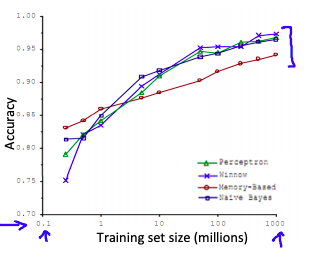 1.00
0.95
0.90
0.85
0.80
0.75
0.70
Accuracy
Perceptron
Winnow
Memory-Based
Naive Bayes
0.1 1 10 100 1000
Training set size (millions)